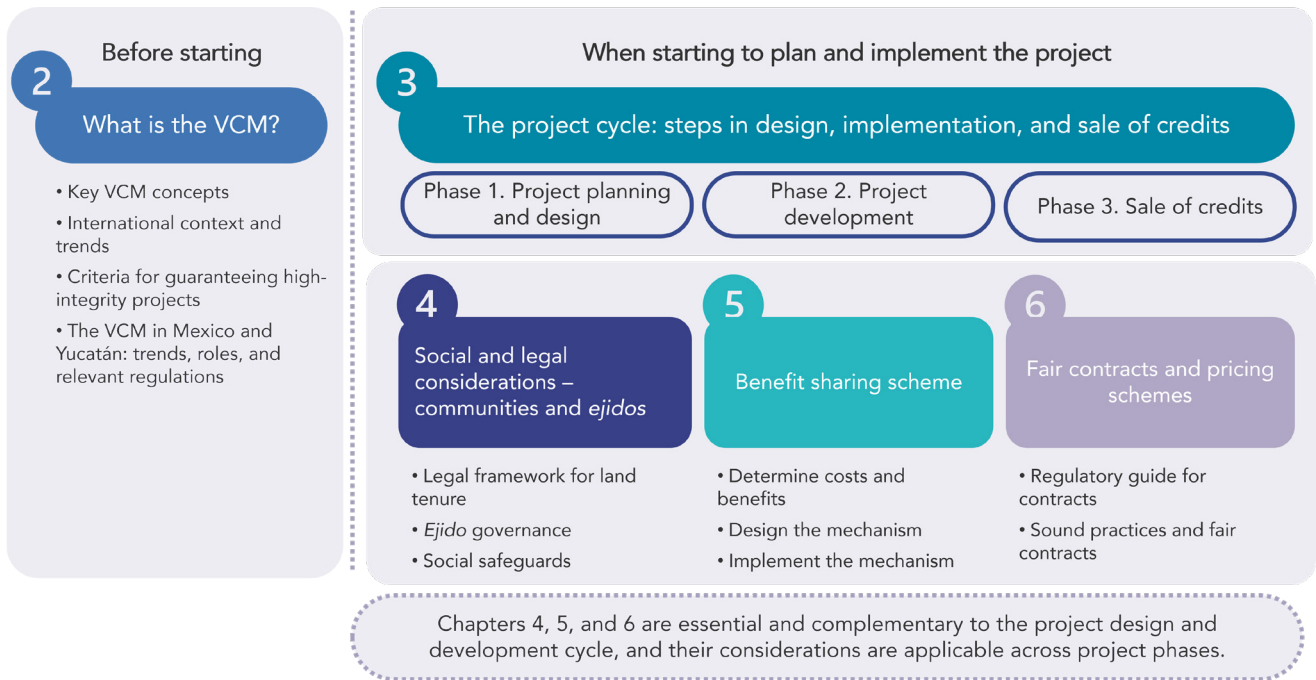 Before starting
2
What is the VCM?
• Key VCM concepts
• International context and
trends
• Criteria for guaranteeing high-
integrity projects
• The VCM in Mexico and
Yucatán: trends, roles, and
relevant regulations
When starting to plan and implement the project
3
The project cycle: steps in design, implementation, and sale of credits
Phase 1. Project planning
and design
Phase 2. Project
development
Phase 3. Sale of credits
4
Social and legal
considerations –
communities and ejidos
• Legal framework for land
tenure
• Ejido governance
• Social safeguards
5
Benefit sharing scheme
• Determine costs and
benefits
• Design the mechanism
• Implement the mechanism
6
Fair contracts and pricing
schemes
• Regulatory guide for
contracts
• Sound practices and fair
contracts
Chapters 4, 5, and 6 are essential and complementary to the project design and
development cycle, and their considerations are applicable across project phases.